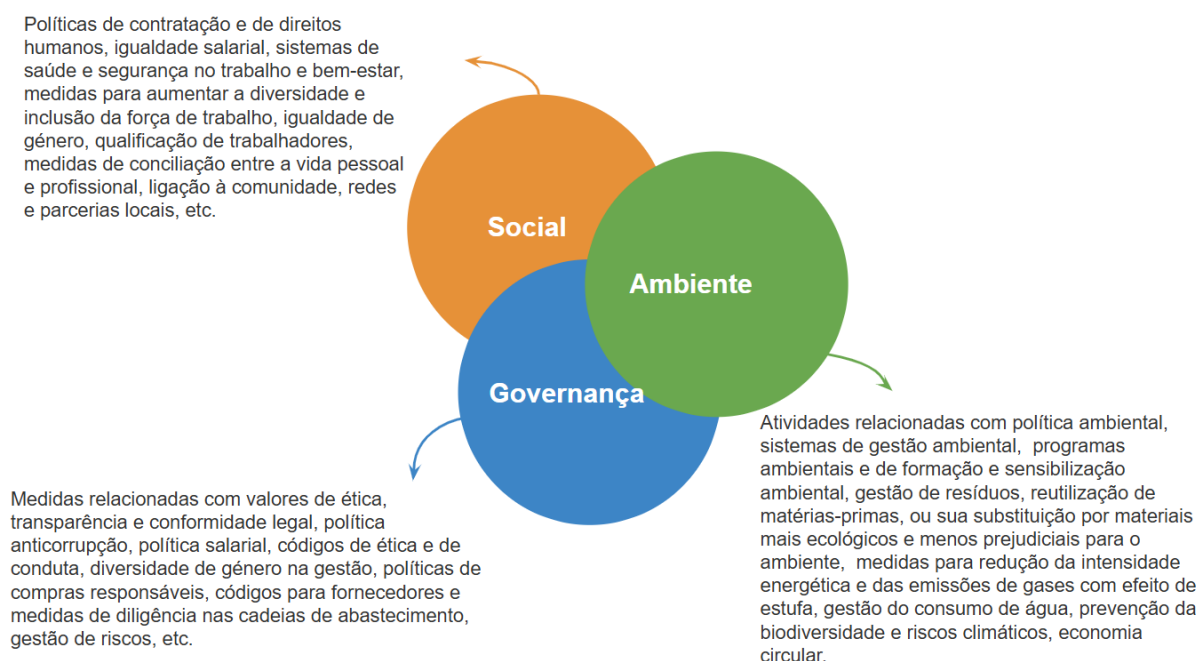 Políticas de contratação e de direitos
humanos, igualdade salarial, sistemas de
saúde e segurança no trabalho e bem-estar,
medidas para aumentar a diversidade e
inclusão da força de trabalho, igualdade de
género, qualificação de trabalhadores,
medidas de conciliação entre a vida pessoal
e profissional, ligação à comunidade, redes
e parcerias locais, etc.
Social
Ambiente
Governança
Atividades relacionadas com política ambiental,
sistemas de gestão ambiental,  programas
ambientais e de formação e sensibilização
ambiental, gestão de resíduos, reutilização de
matérias-primas, ou sua substituição por materiais
mais ecológicos e menos prejudiciais para o
ambiente,  medidas para redução da intensidade
energética e das emissões de gases com efeito de
estufa, gestão do consumo de água, prevenção da
biodiversidade e riscos climáticos, economia
circular.
Medidas relacionadas com valores de ética,
transparência e conformidade legal, política
anticorrupção, política salarial, códigos de ética e de
conduta, diversidade de género na gestão, políticas de
compras responsáveis, códigos para fornecedores e
medidas de diligência nas cadeias de abastecimento,
gestão de riscos, etc.